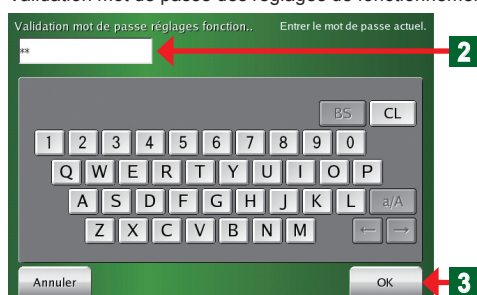 Validation mot de passe des réglages de fonctionnement
Validation mot de passe réglages fonction.. Entrer le mot de passe actuel.
** 2
BS CL
1 2 3 4 5 6 7 8 9 0
Q W E R T Y U I O P
A S D F G H J K L a/A
Z X C V B N M ← →
Annuler OK 3